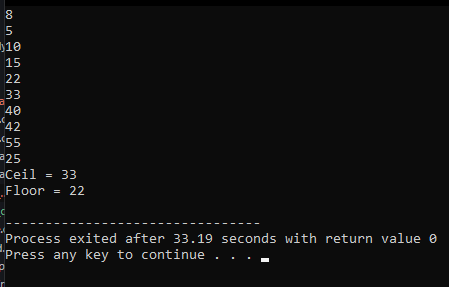 8
5
10
15
22
33
40
42
55
25
Ceil = 33
Floor = 22
--------------------------------
Process exited after 33.19 seconds with return value 0
Press any key to continue . . .